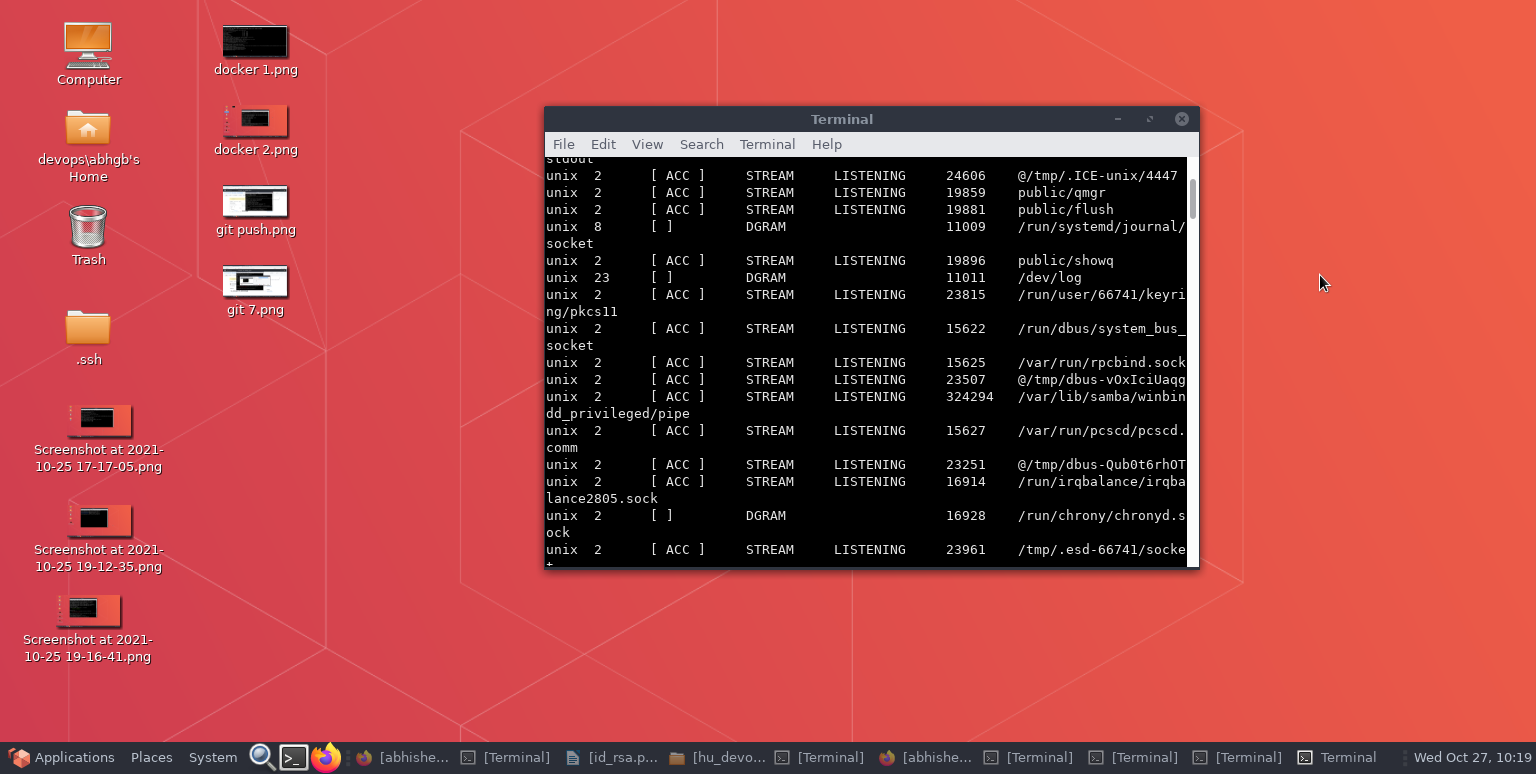 Computer
devops\abhgb's
Home
Trash
.ssh
Screenshot at 2021-
10-25 17-17-05.png
Screenshot at 2021-
10-25 19-12-35.png
Screenshot at 2021-
10-25 19-16-41.png
docker 1.png
docker 2.png
git push.png
git 7.png
Terminal
File Edit View Search Terminal Help
stdout
unix 2 [ ACC ] STREAM LISTENING 24606 @/tmp/.ICE-unix/4447
unix 2 [ ACC ] STREAM LISTENING 19859 public/qmgr
unix 2 [ ACC ] STREAM LISTENING 19881 public/flush
unix 8 [ ] DGRAM 11009 /run/systemd/journal/
socket
unix 2 [ ACC ] STREAM LISTENING 19896 public/showq
unix 23 [ ] DGRAM 11011 /dev/log
unix 2 [ ACC ] STREAM LISTENING 23815 /run/user/66741/keyri
ng/pkcs11
unix 2 [ ACC ] STREAM LISTENING 15622 /run/dbus/system_bus_
socket
unix 2 [ ACC ] STREAM LISTENING 15625 /var/run/rpcbind.sock
unix 2 [ ACC ] STREAM LISTENING 23507 @/tmp/dbus-vOxIciUaqg
unix 2 [ ACC ] STREAM LISTENING 324294 /var/lib/samba/winbin
dd_privileged/pipe
unix 2 [ ACC ] STREAM LISTENING 15627 /var/run/pcscd/pcscd.
comm
unix 2 [ ACC ] STREAM LISTENING 23251 @/tmp/dbus-Qub0t6rhOT
unix 2 [ ACC ] STREAM LISTENING 16914 /run/irqbalance/irqba
lance2805.sock
unix 2 [ ] DGRAM 16928 /run/chrony/chronyd.s
ock
unix 2 [ ACC ] STREAM LISTENING 23961 /tmp/.esd-66741/socke
t
Applications Places System [abhishe... [Terminal] [id_rsa.p... [hu_devo... [Terminal] [abhishe... [Terminal] [Terminal] [Terminal] Terminal Wed Oct 27, 10:19